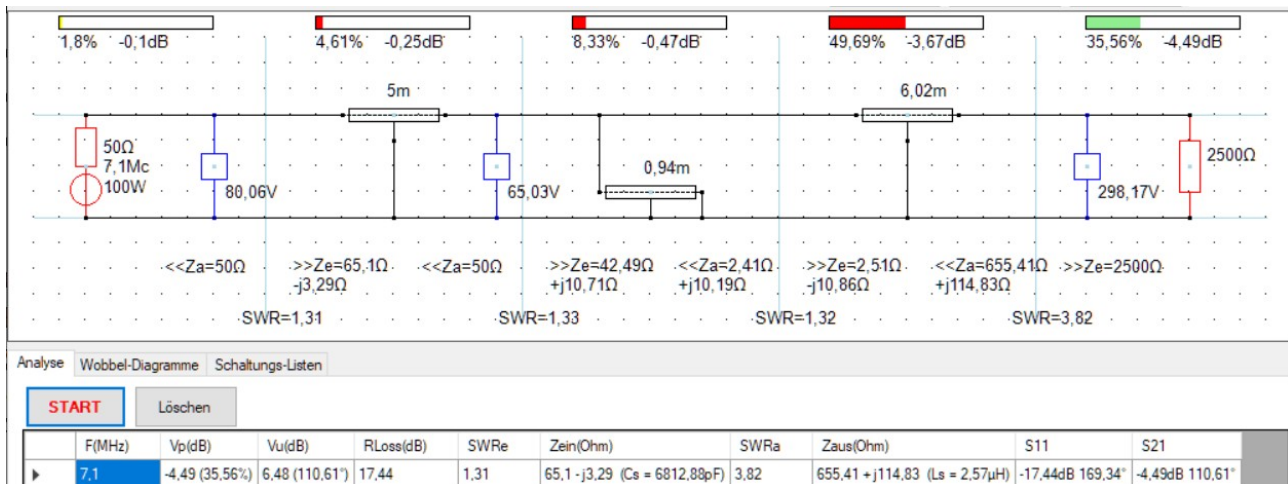 1,8% -0,1dB 4,61% -0,25dB 8,33% -0,47dB 49,69% -3,67dB 35,56% -4,49dB
5m 6,02m
50Ω
7,1Mc
100W
80,06V
65,03V
0,94m
298,17V
2500Ω
<<Za=50Ω >>Ze=65,1Ω <<Za=50Ω >>Ze=42,49Ω <<Za=2,41Ω >>Ze=2,51Ω <<Za=655,41Ω >>Ze=2500Ω
-j3,29Ω +j10,71Ω +j10,19Ω -j10,86Ω +j114,83Ω
SWR=1,31 SWR=1,33 SWR=1,32 SWR=3,82
Analyse Wobbel-Diagramme Schaltungs-Listen
START Löschen
F(MHz) Vp(dB) Vu(dB) RLoss(dB) SWRe Zein(Ohm) SWRa Zaus(Ohm) S11 S21
7,1 -4,49 (35,56%) 6,48 (110,61°) 17,44 1,31 65,1 -j3,29 (Cs = 6812,88pF) 3,82 655,41 +j114,83 (Ls = 2,57µH) -17,44dB 169,34° -4,49dB 110,61°